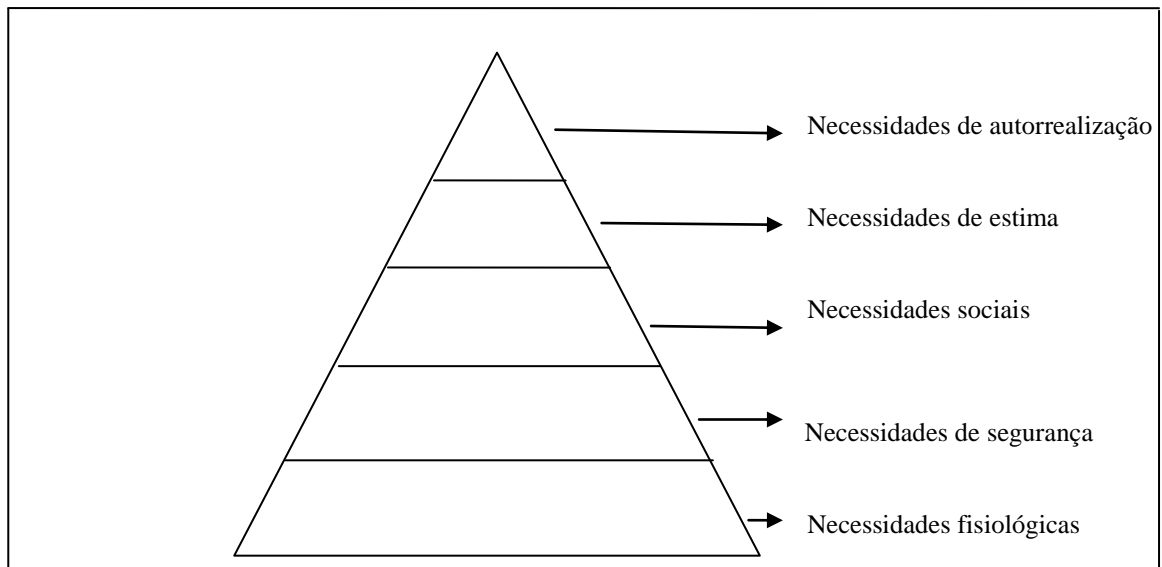 Necessidades de autorrealização
Necessidades de estima
Necessidades sociais
Necessidades de segurança
Necessidades fisiológicas